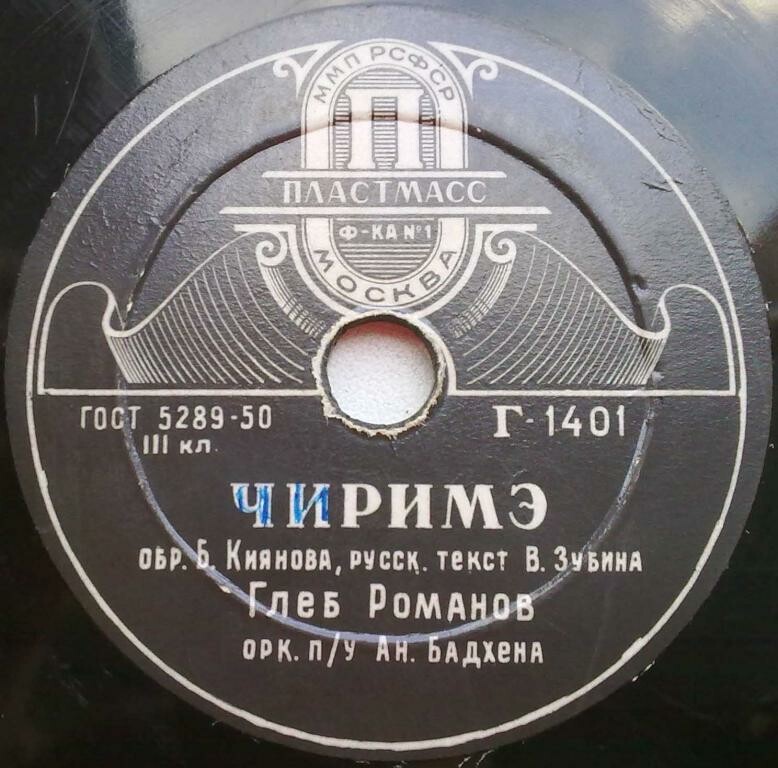 ММП РСФСР
П
ПЛАСТМАСС
Ф-КА №1
МОСКВА
ГОСТ 5289-50
III кл.
Г-1401
ЧИРИМЭ
ОБР. Б. КИЯНОВА, РУССК. ТЕКСТ В. ЗУБИНА
ГЛЕБ РОМАНОВ
ОРК. П/У АН. БАДХЕНА